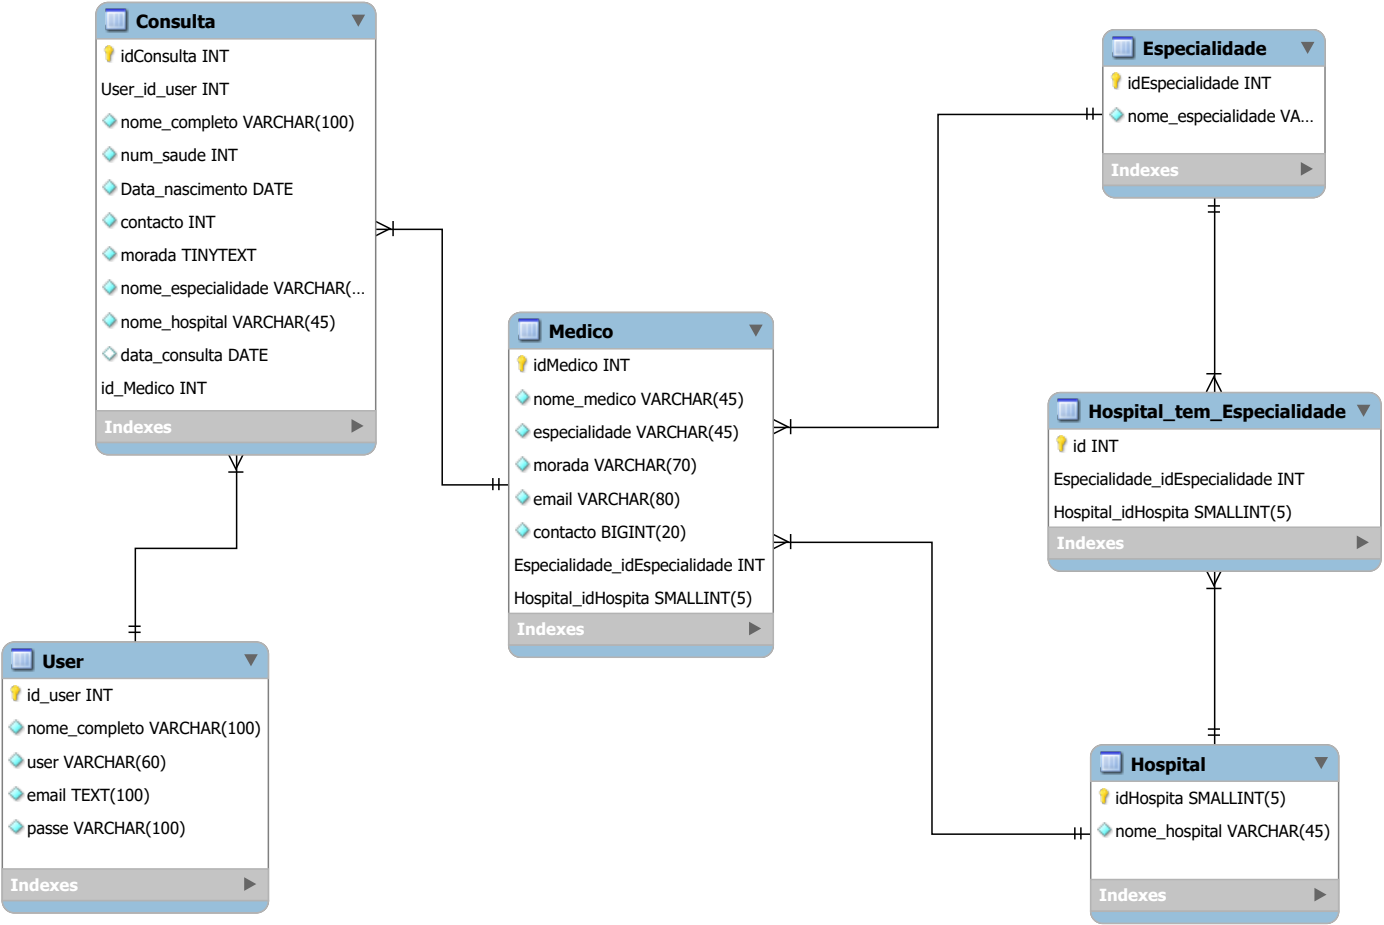 Consulta
idConsulta INT
User_id_user INT
nome_completo VARCHAR(100)
num_saude INT
Data_nascimento DATE
contacto INT
morada TINYTEXT
nome_especialidade VARCHAR(...
nome_hospital VARCHAR(45)
data_consulta DATE
id_Medico INT
Indexes
User
id_user INT
nome_completo VARCHAR(100)
user VARCHAR(60)
email TEXT(100)
passe VARCHAR(100)
Indexes
Medico
idMedico INT
nome_medico VARCHAR(45)
especialidade VARCHAR(45)
morada VARCHAR(70)
email VARCHAR(80)
contacto BIGINT(20)
Especialidade_idEspecialidade INT
Hospital_idHospita SMALLINT(5)
Indexes
Especialidade
idEspecialidade INT
nome_especialidade VA...
Indexes
Hospital_tem_Especialidade
id INT
Especialidade_idEspecialidade INT
Hospital_idHospita SMALLINT(5)
Indexes
Hospital
idHospita SMALLINT(5)
nome_hospital VARCHAR(45)
Indexes